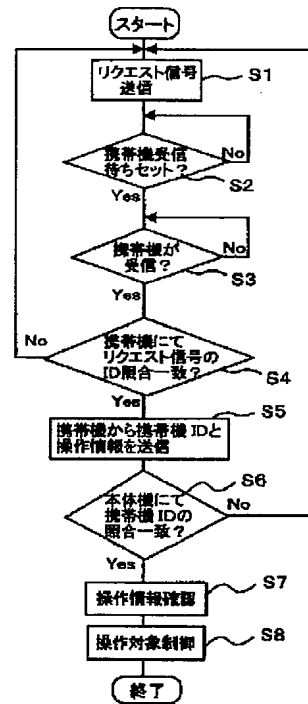 スタート
リクエスト信号
送信
S1
携帯機受信
待ちセット?
No
S2
Yes
携帯機が
受信?
No
S3
Yes
携帯機にて
リクエスト信号の
ID照合一致?
No
S4
Yes
S5
携帯機から携帯機IDと
操作情報を送信
S6
本体機にて
携帯機IDの
照合一致?
No
Yes
操作情報確認
S7
操作対象制御
S8
終了